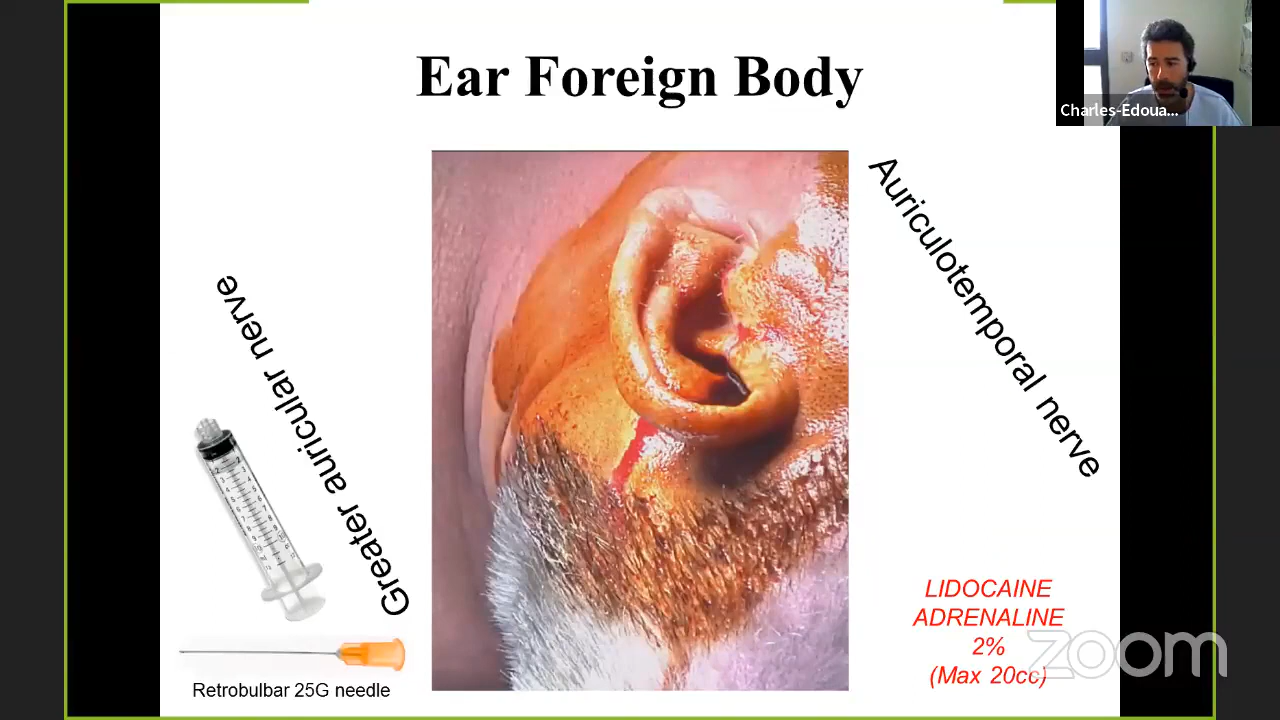 Ear Foreign Body
Charles-Edoua...
Auriculotemporal nerve
Greater auricular nerve
LIDOCAINE
ADRENALINE
2%
(Max 20cc)
zoom
Retrobulbar 25G needle